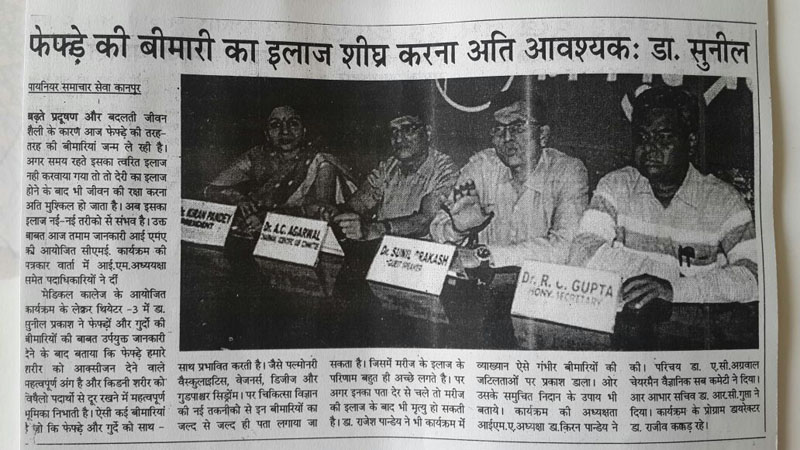 फेफड़े की बीमारी का इलाज शीघ्र करना अति आवश्यक: डा. सुनील
पायनियर समाचार सेवा कानपुर
बढ़ते प्रदूषण और बदलती जीवन
शैली के कारण आज फेफड़े की तरह-
तरह की बीमारियां जन्म ले रही है।
अगर समय रहते इसका त्वरित इलाज
नही करवाया गया तो तो देरी का इलाज
होने के बाद भी जीवन की रक्षा करना
अति मुश्किल हो जाता है। अब इसका
इलाज नई-नई तरीको से संभव है। उक्त
बाबत आज तमाम जानकारी आई एमए
की आयोजित सीएमई. कार्यक्रम की
पत्रकार वार्ता में आई.एम.अध्यक्षा
समेत पदाधिकारियों ने दीं
मेडिकल कालेज के आयोजित
कार्यक्रम के लेक्चर थियेटर -3 में डा.
सुनील प्रकाश ने फेफड़ों और गुर्दो की
बीमारियों की बाबत उर्पयुक्त जानकारी
देने के बाद बताया कि फेफड़े हमारे
शरीर को आक्सीजन देने वाले
महत्वपूर्ण अंग है और किडनी शरीर को
विषैलो पदार्थो से दूर रखने में महत्वपूर्ण
भूमिका निभाती है। ऐसी कई बीमारियां
है जो कि फेफड़े और गुर्दे को साथ -
Dr. KIRAN PANDEY
PRESIDENT
Dr. A.C. AGARWAL
Dr. SUNIL PRAKASH
GUEST SPEAKER
Dr. R. C. GUPTA
HONY. SECRETARY
साथ प्रभावित करती है। जैसे पल्मोनरी
वैस्कुलाइटिस, वेजनर्स, डिजीज और
गुडपाश्चर सिड्रॉम। पर चिकित्सा विज्ञान
की नई तकनीको से इन बीमारियों का
जल्द से जल्द ही पता लगाया जा
सकता है। जिसमें मरीज के इलाज के
परिणाम बहुत ही अच्छे लगते है। पर
अगर इनका पता देर से चले तो मरीज
की इलाज के बाद भी मृत्यु हो सकती
है। डा. राजेश पान्डेय ने भी कार्यक्रम में
व्याख्यान ऐसे गंभीर बीमारियों की
जटिलताओं पर प्रकाश डाला। ओर
उसके समुचित निदान के उपाय भी
बताये। कार्यक्रम को अध्यक्षता
आईएम.ए.अध्यक्षा डा.किरन पान्डेय ने
की। परिचय डा. ए.सी.अग्रवाल
चेयरमैन वैज्ञानिक सब कमेटी ने दिया।
आर आभार सचिव डा. आर.सी.गुप्त ने
दिया। कार्यक्रम के प्रोग्राम डायरेक्टर
डा. राजीव कक्कड़ रहे।